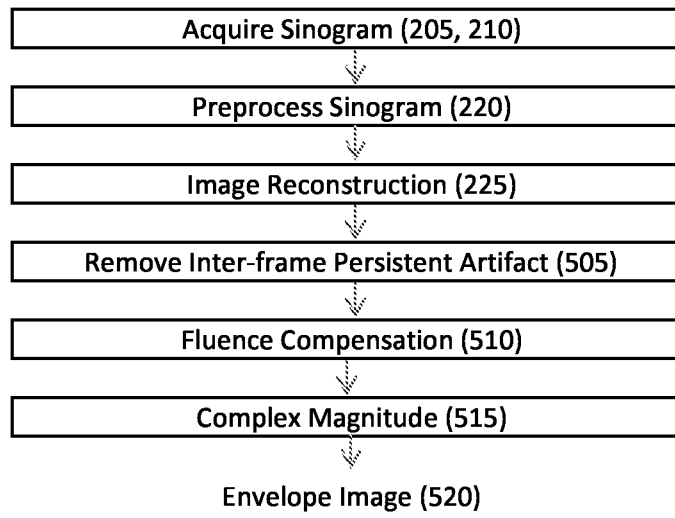 Acquire Sinogram (205, 210)
Preprocess Sinogram (220)
Image Reconstruction (225)
Remove Inter-frame Persistent Artifact (505)
Fluence Compensation (510)
Complex Magnitude (515)
Envelope Image (520)